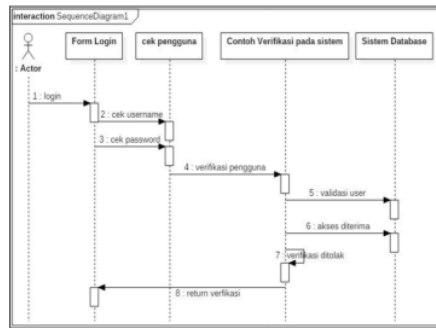 interaction SequenceDiagram1
: Actor
Form Login
cek pengguna
Contoh Verifikasi pada sistem
Sistem Database
1 : login
2 : cek username
3 : cek password
4 : verifikasi pengguna
5 : validasi user
6 : akses diterima
7 : verifikasi ditolak
8 : return verfikasi